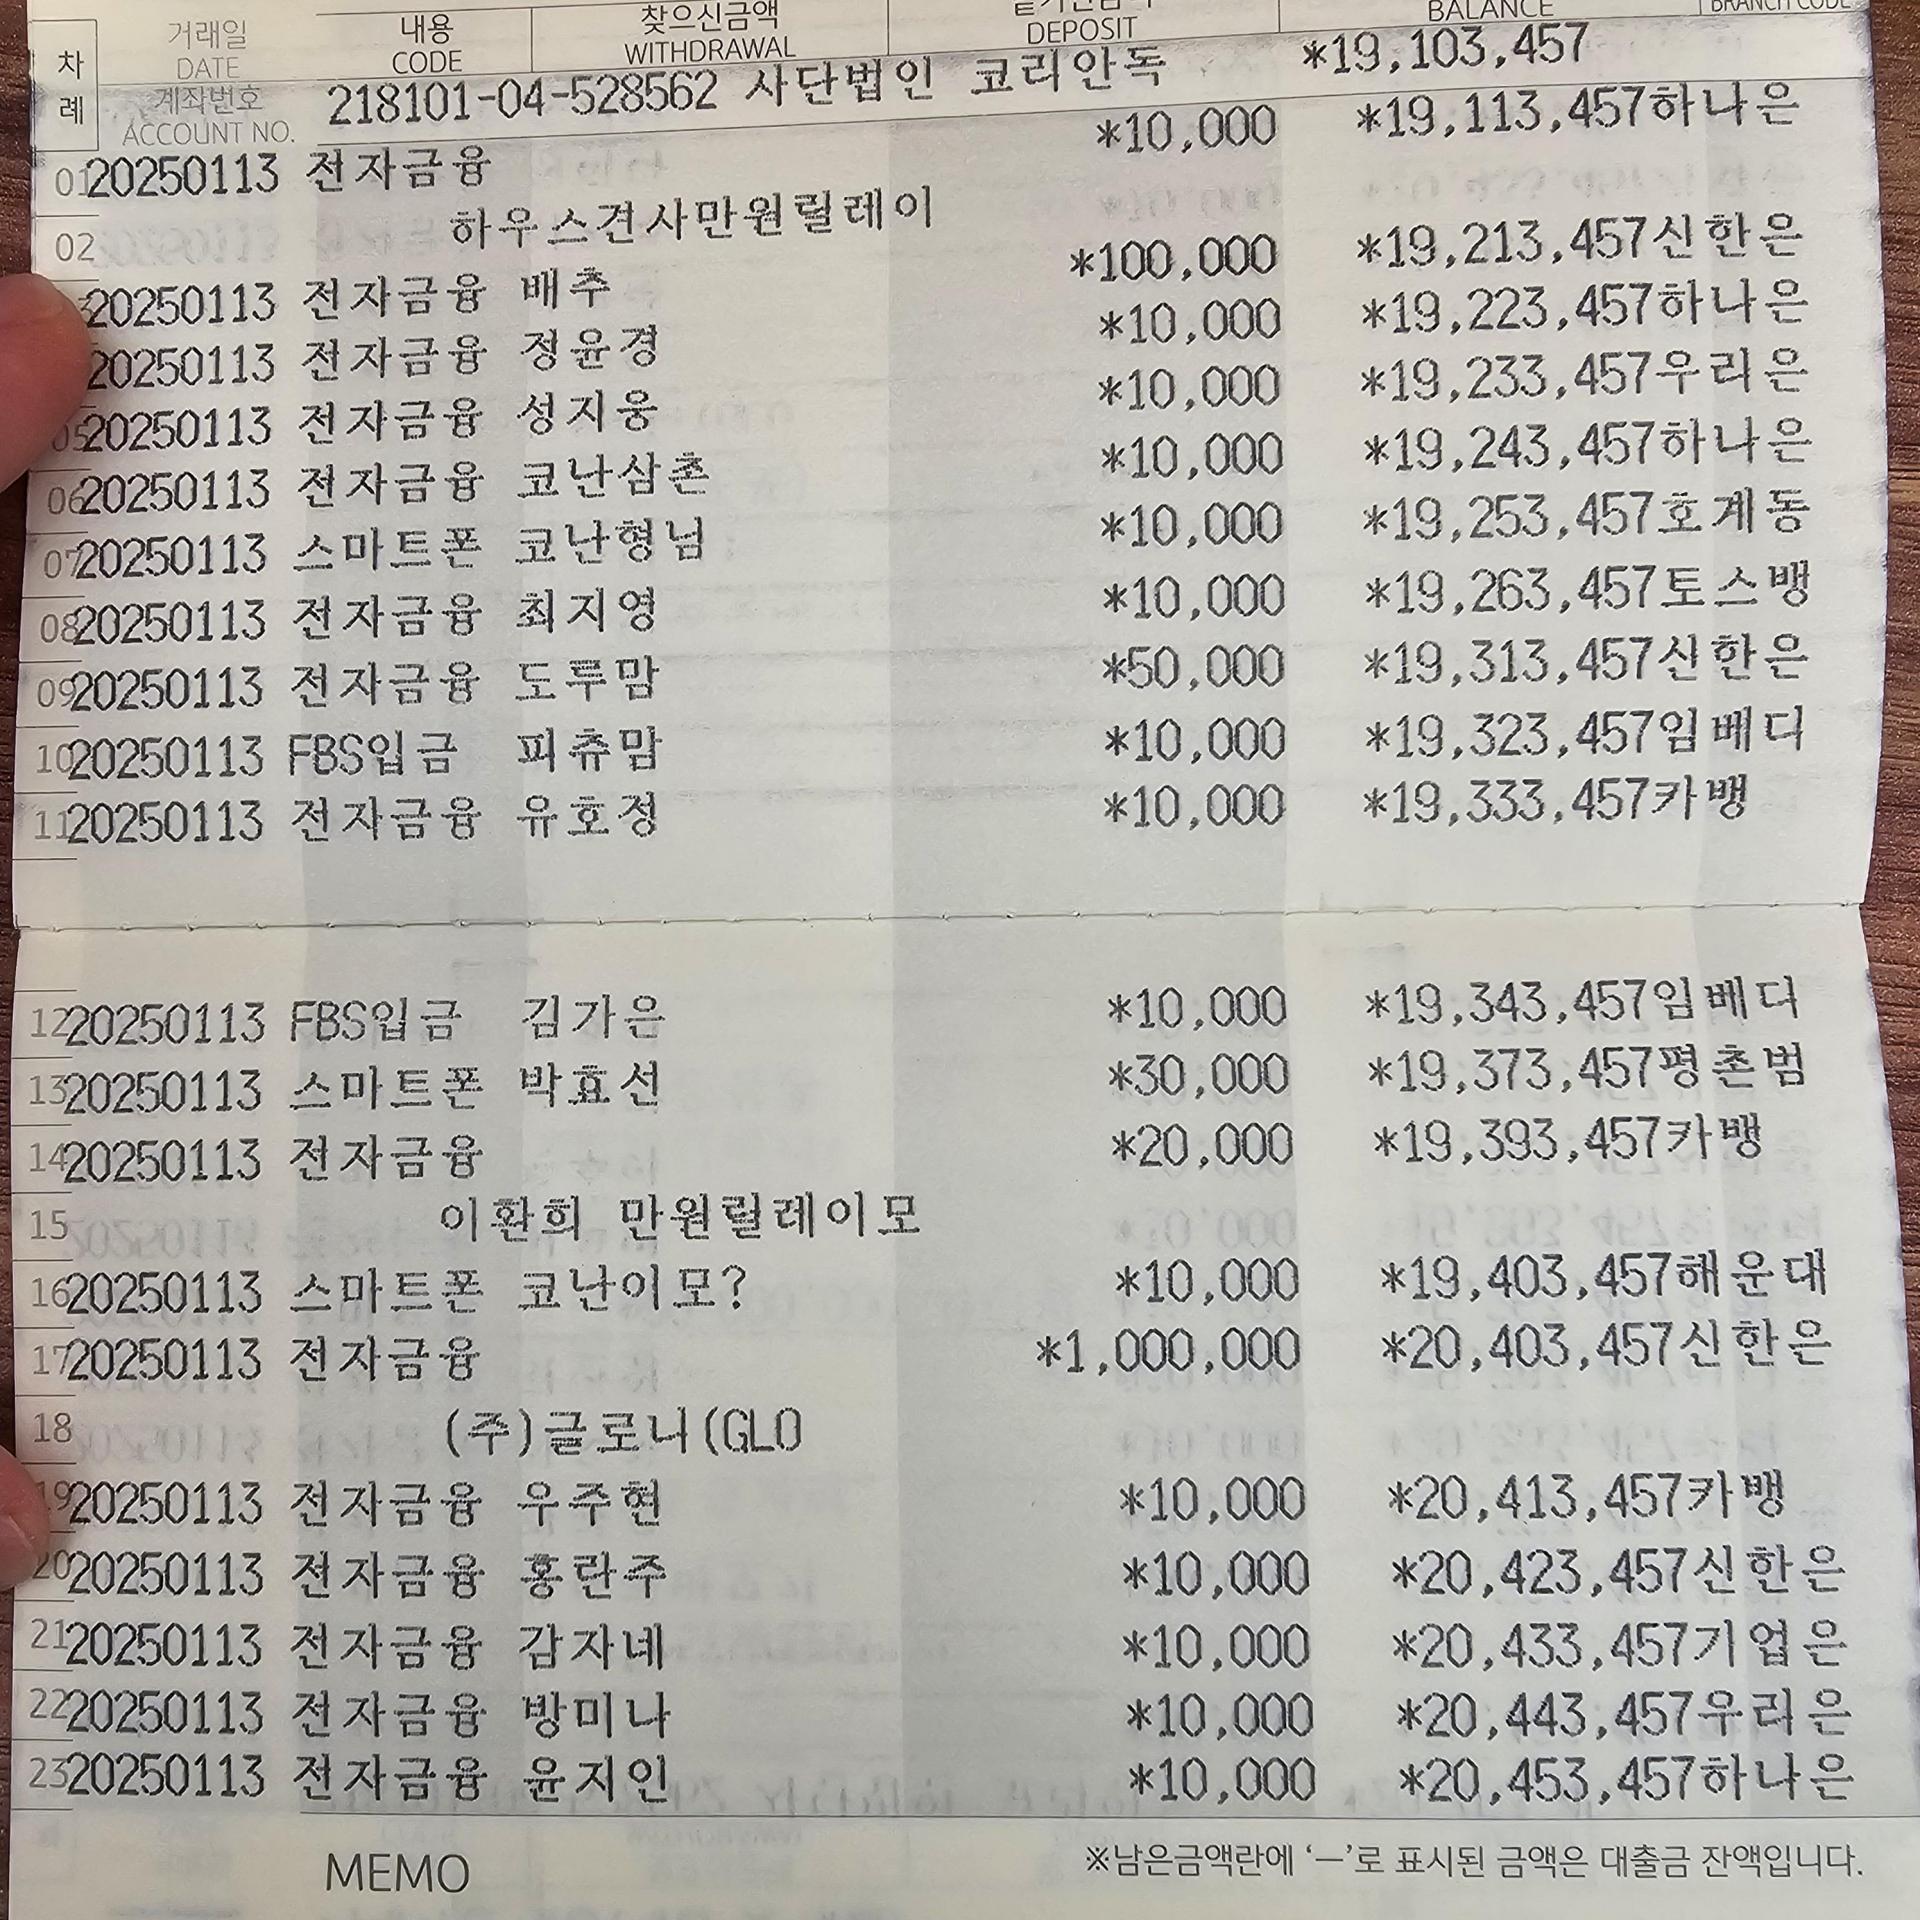 거래일 내용 찾으신금액
DATE CODE WITHDRAWAL DEPOSIT BALANCE BRANCH CODE
차례
계좌번호
ACCOUNT NO. 218101-04-528562 사단법인 코리안독 *19,103,457
01 20250113 전자금융 *10,000 *19,113,457하나은
02 하우스견사만원릴레이
20250113 전자금융 배추 *100,000 *19,213,457신한은
20250113 전자금융 정윤경 *10,000 *19,223,457하나은
05 20250113 전자금융 성지웅 *10,000 *19,233,457우리은
06 20250113 전자금융 코난삼촌 *10,000 *19,243,457하나은
07 20250113 스마트폰 코난형님 *10,000 *19,253,457호계동
08 20250113 전자금융 최지영 *10,000 *19,263,457토스뱅
09 20250113 전자금융 도루맘 *50,000 *19,313,457신한은
10 20250113 FBS입금 피츄맘 *10,000 *19,323,457임베디
11 20250113 전자금융 유호정 *10,000 *19,333,457카뱅
12 20250113 FBS입금 김가은 *10,000 *19,343,457임베디
13 20250113 스마트폰 박효선 *30,000 *19,373,457평촌범
14 20250113 전자금융 *20,000 *19,393,457카뱅
15 이환희 만원릴레이모
16 20250113 스마트폰 코난이모? *10,000 *19,403,457해운대
17 20250113 전자금융 *1,000,000 *20,403,457신한은
18 (주)글로니(GLO
19 20250113 전자금융 우주현 *10,000 *20,413,457카뱅
20 20250113 전자금융 홍란주 *10,000 *20,423,457신한은
21 20250113 전자금융 감자네 *10,000 *20,433,457기업은
22 20250113 전자금융 방미나 *10,000 *20,443,457우리은
23 20250113 전자금융 윤지인 *10,000 *20,453,457하나은
MEMO ※남은금액란에 ‘—’로 표시된 금액은 대출금 잔액입니다.